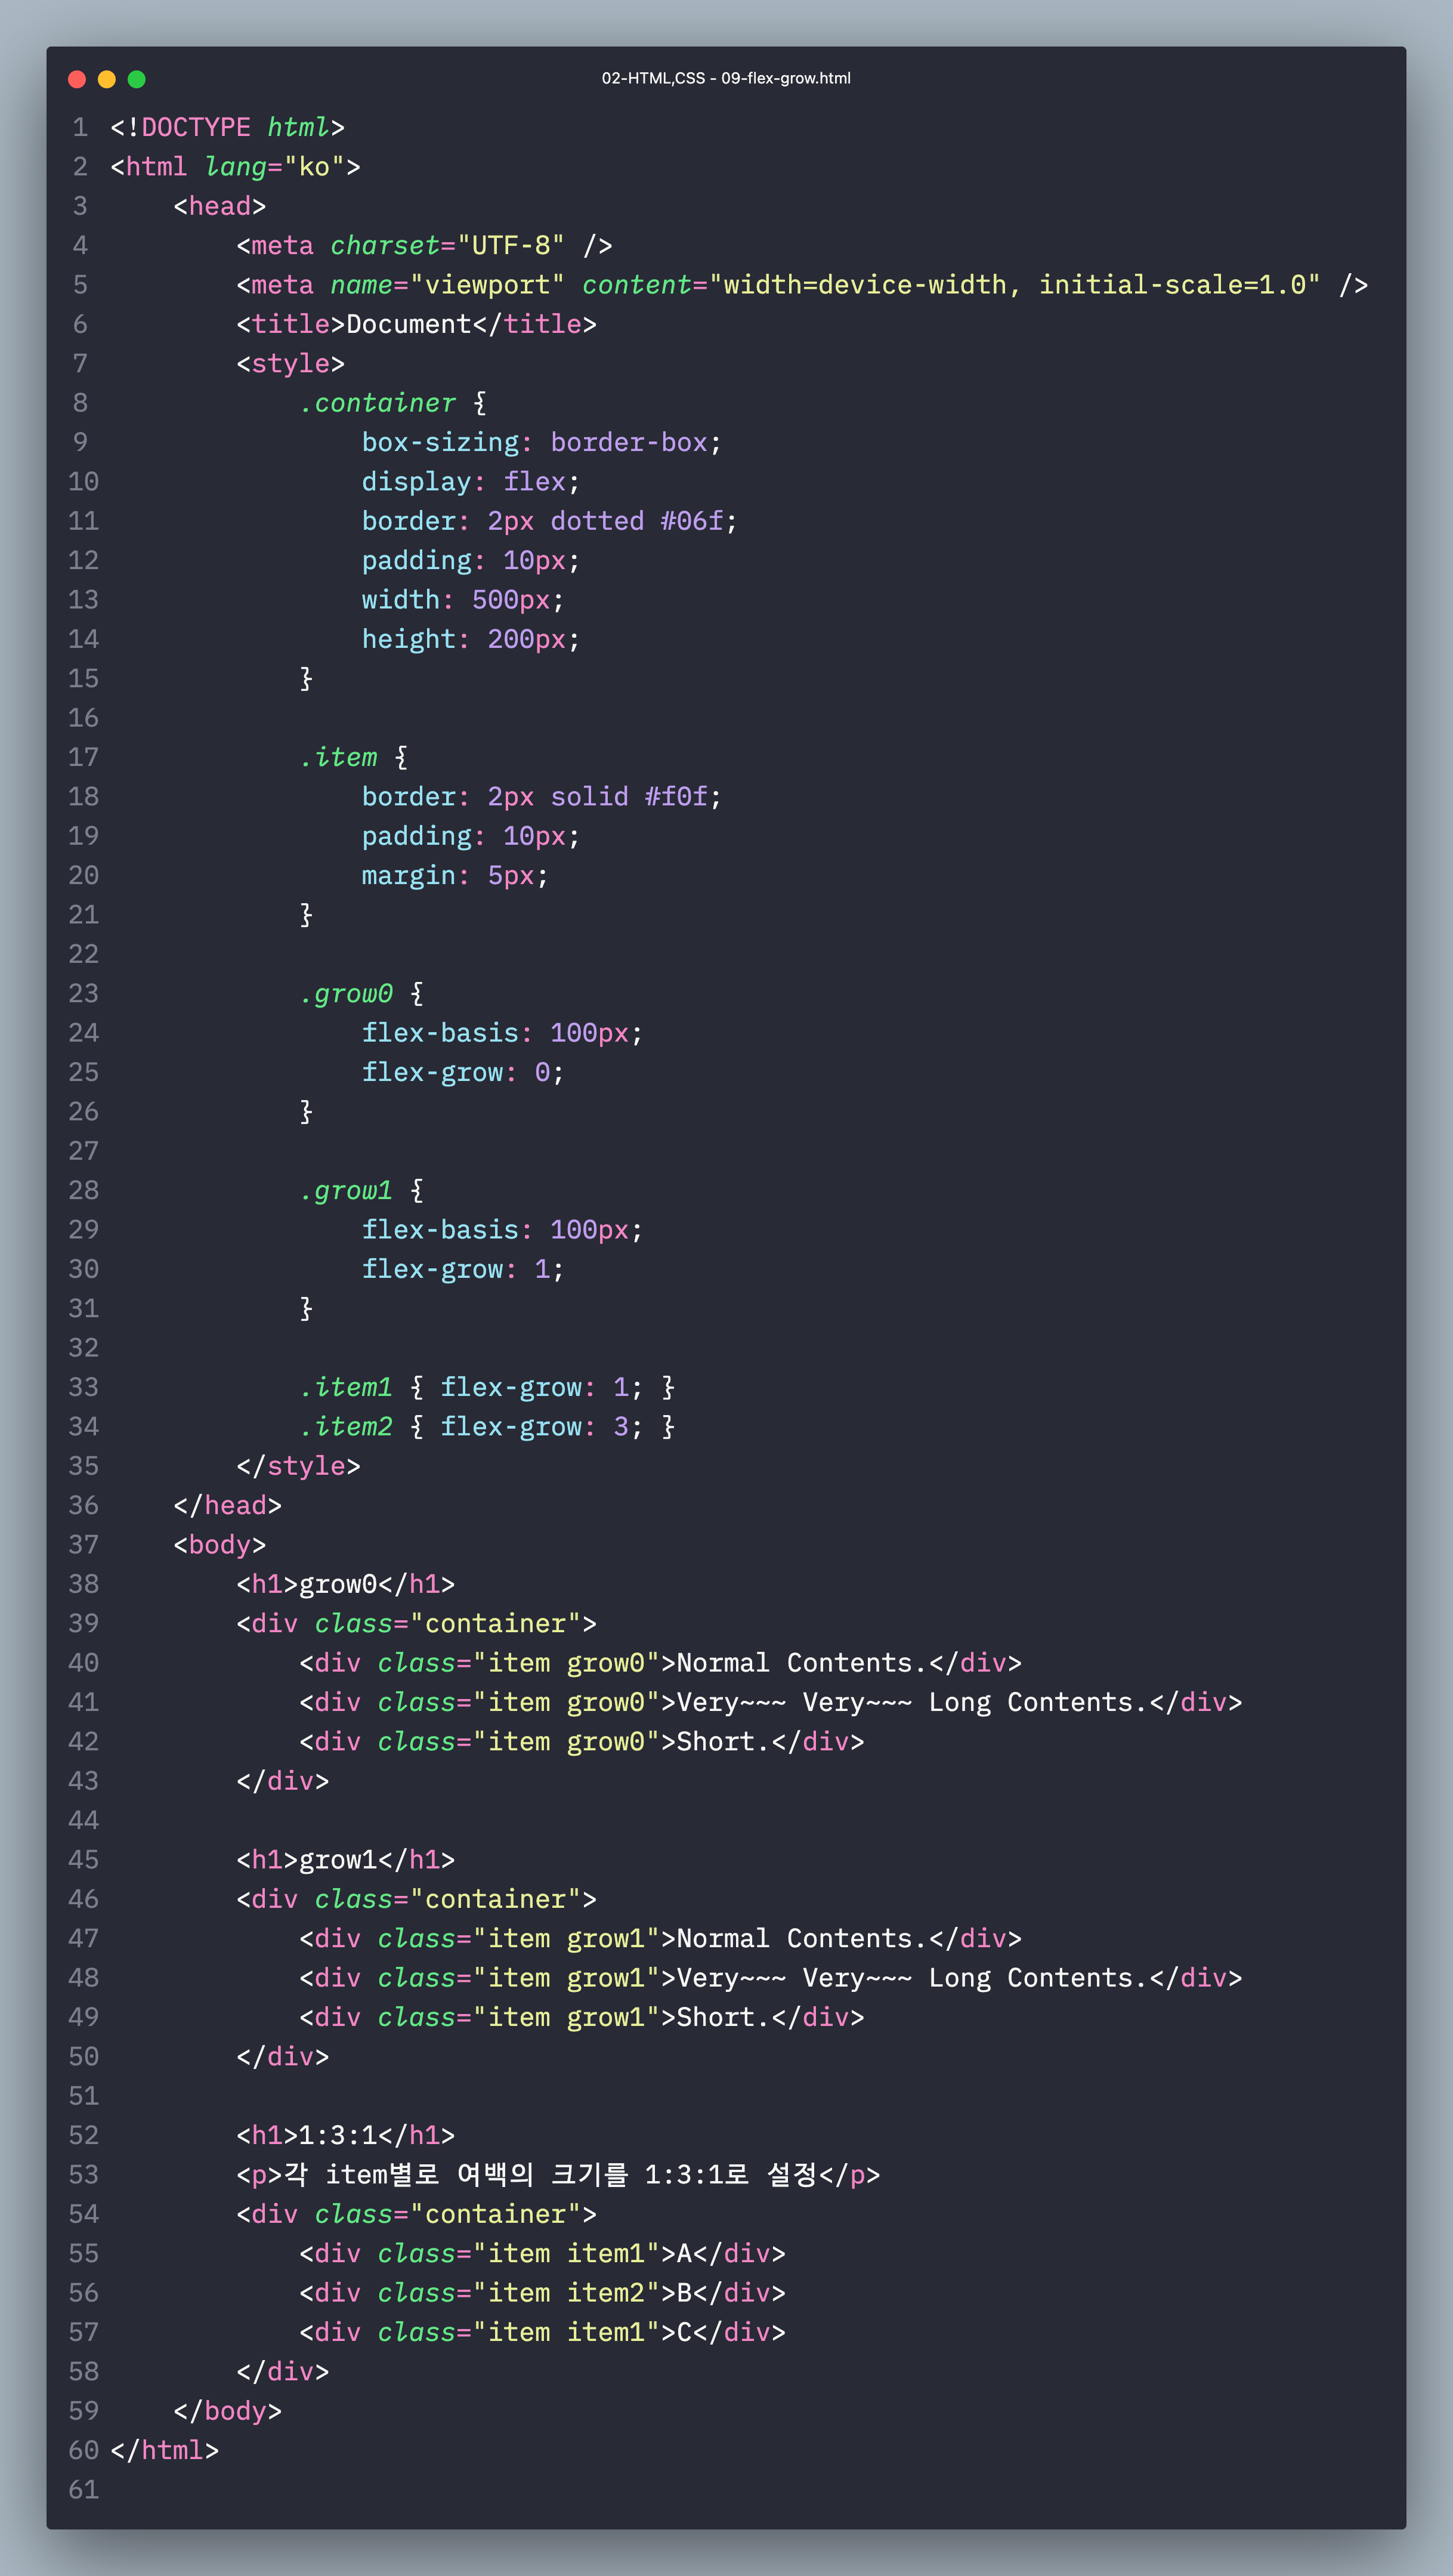 02-HTML,CSS - 09-flex-grow.html
1 <!DOCTYPE html>
2 <html lang="ko">
3     <head>
4         <meta charset="UTF-8" />
5         <meta name="viewport" content="width=device-width, initial-scale=1.0" />
6         <title>Document</title>
7         <style>
8             .container {
9                 box-sizing: border-box;
10                 display: flex;
11                 border: 2px dotted #06f;
12                 padding: 10px;
13                 width: 500px;
14                 height: 200px;
15             }
16
17             .item {
18                 border: 2px solid #f0f;
19                 padding: 10px;
20                 margin: 5px;
21             }
22
23             .grow0 {
24                 flex-basis: 100px;
25                 flex-grow: 0;
26             }
27
28             .grow1 {
29                 flex-basis: 100px;
30                 flex-grow: 1;
31             }
32
33             .item1 { flex-grow: 1; }
34             .item2 { flex-grow: 3; }
35         </style>
36     </head>
37     <body>
38         <h1>grow0</h1>
39         <div class="container">
40             <div class="item grow0">Normal Contents.</div>
41             <div class="item grow0">Very~~~ Very~~~ Long Contents.</div>
42             <div class="item grow0">Short.</div>
43         </div>
44
45         <h1>grow1</h1>
46         <div class="container">
47             <div class="item grow1">Normal Contents.</div>
48             <div class="item grow1">Very~~~ Very~~~ Long Contents.</div>
49             <div class="item grow1">Short.</div>
50         </div>
51
52         <h1>1:3:1</h1>
53         <p>각 item별로 여백의 크기를 1:3:1로 설정</p>
54         <div class="container">
55             <div class="item item1">A</div>
56             <div class="item item2">B</div>
57             <div class="item item1">C</div>
58         </div>
59     </body>
60 </html>
61